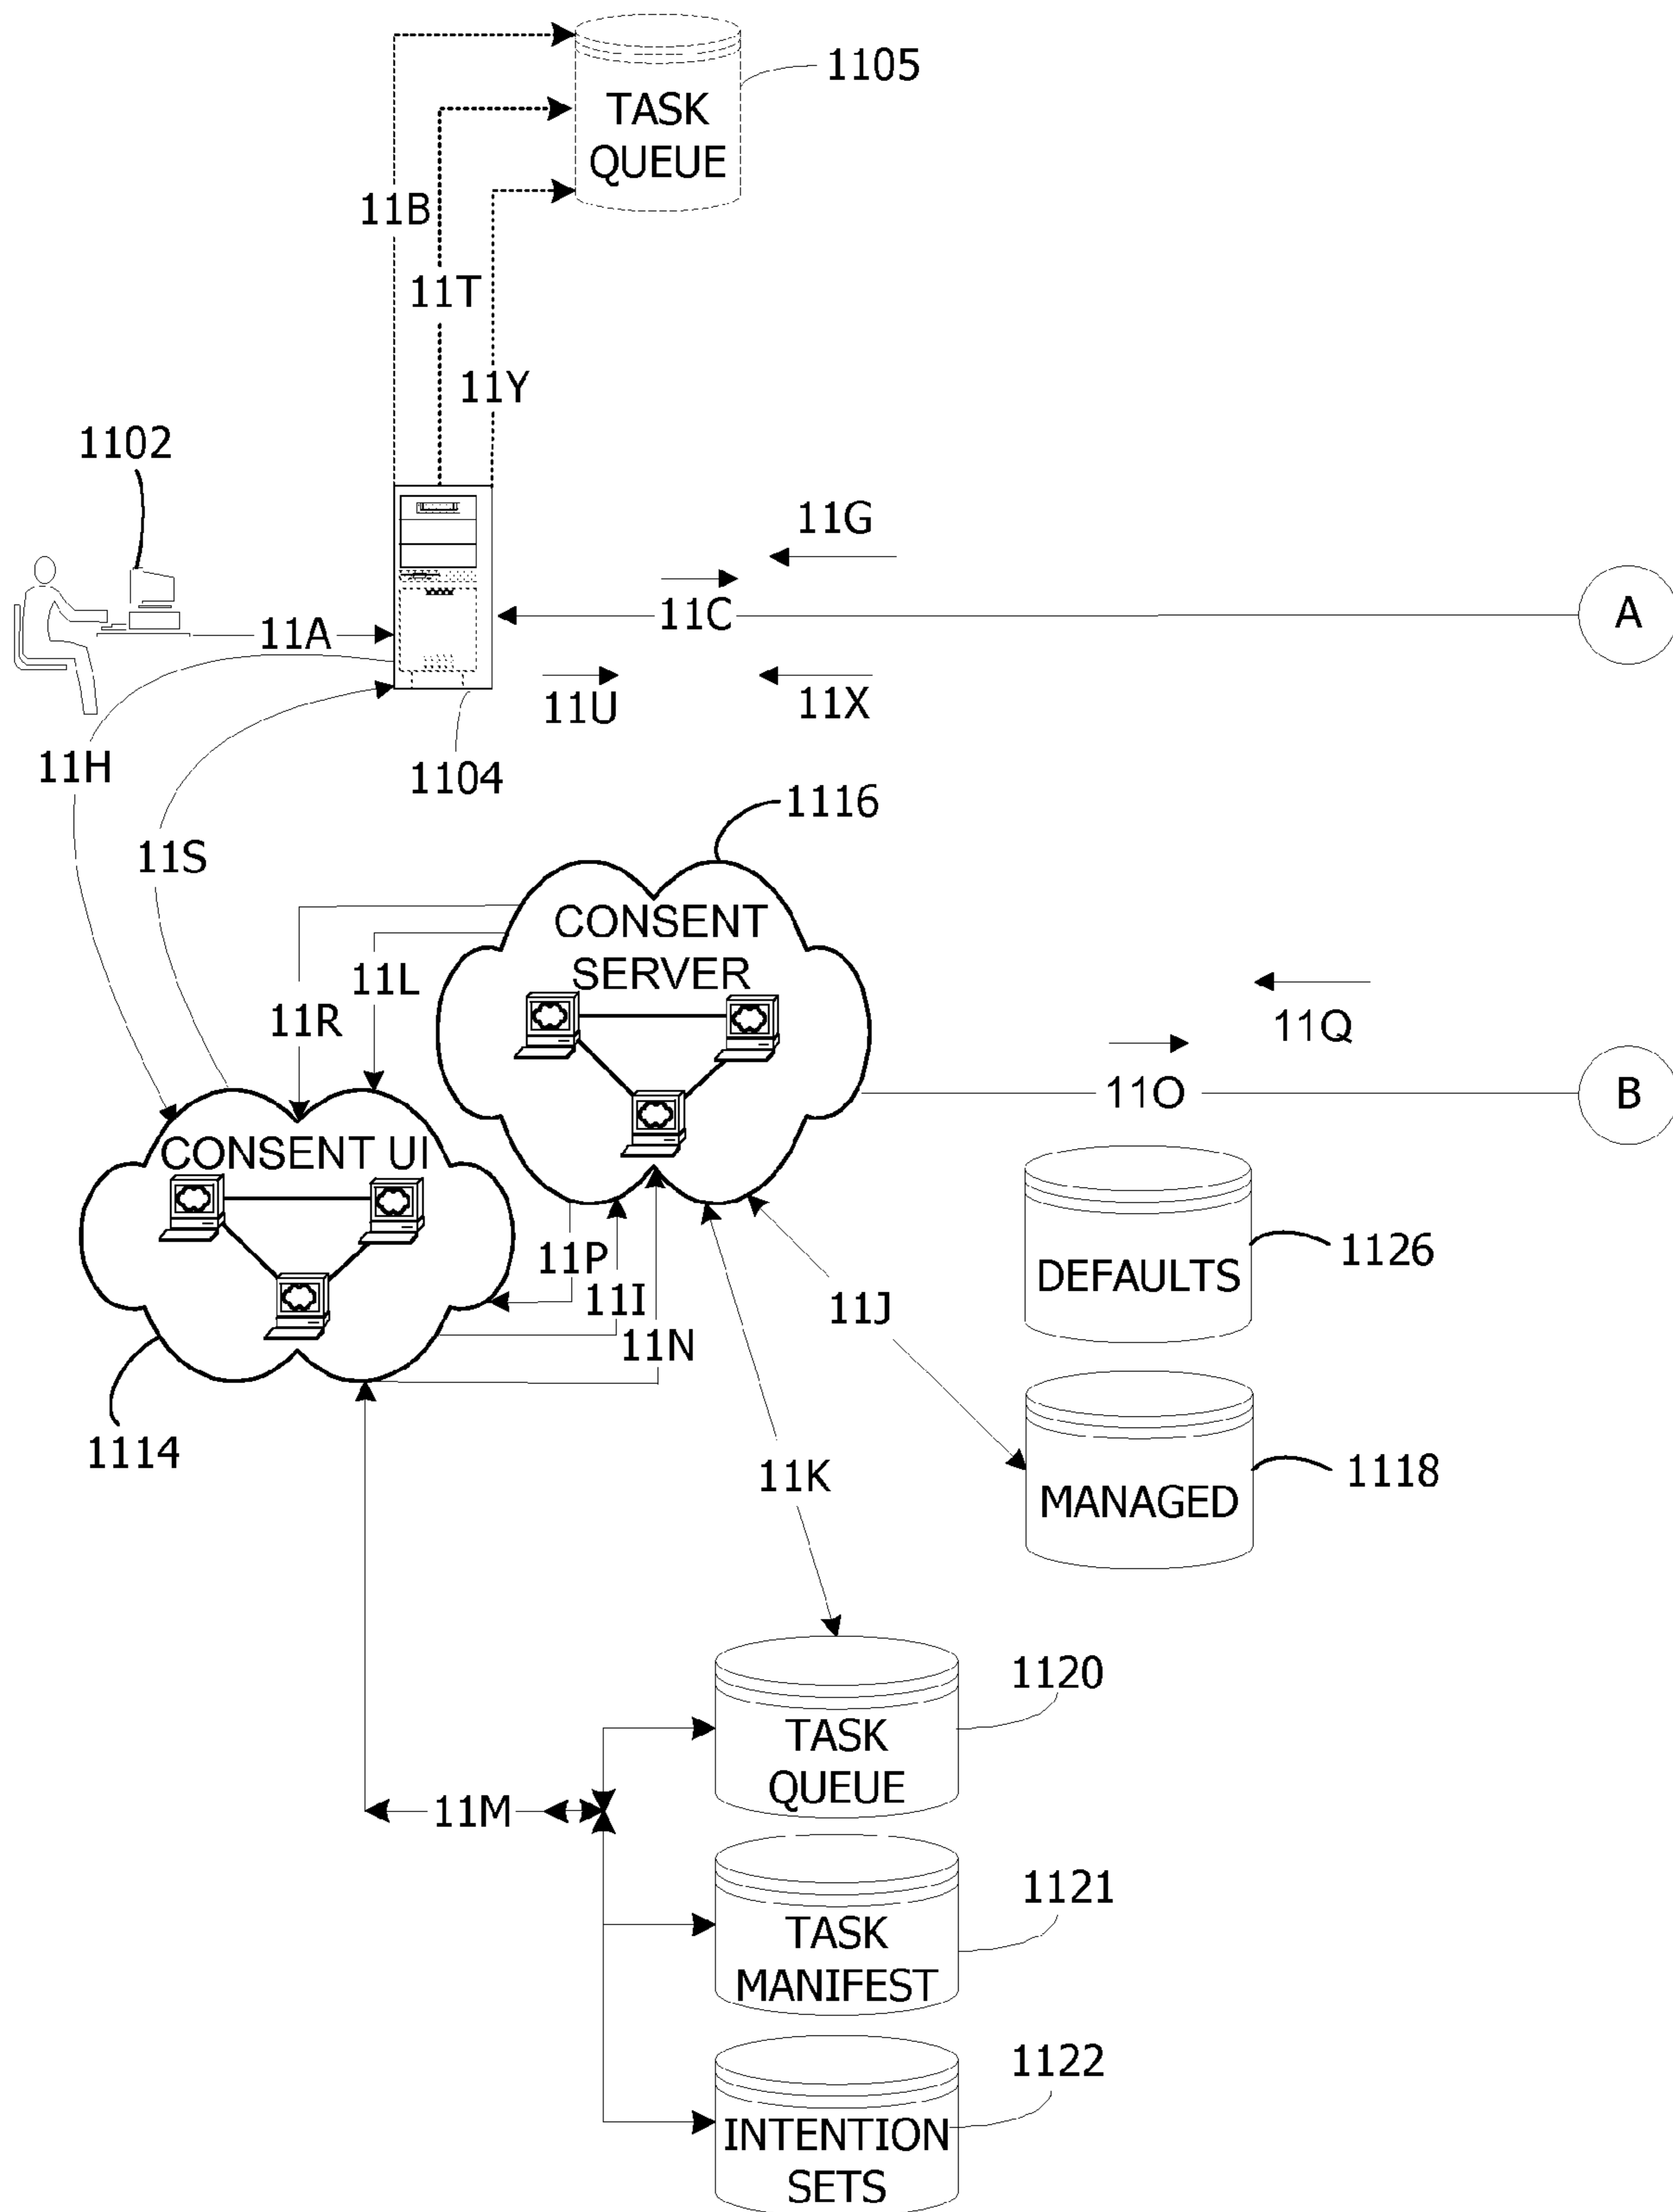 1105
TASK
QUEUE
11B
11T
11Y
1102
11G
11C
A
11A
11U
11X
11H
1104
1116
11S
CONSENT
SERVER
11L
11R
11Q
11O
B
CONSENT UI
11P
11I
11N
11J
DEFAULTS
1126
1114
11K
MANAGED
1118
1120
TASK
QUEUE
11M
1121
TASK
MANIFEST
1122
INTENTION
SETS